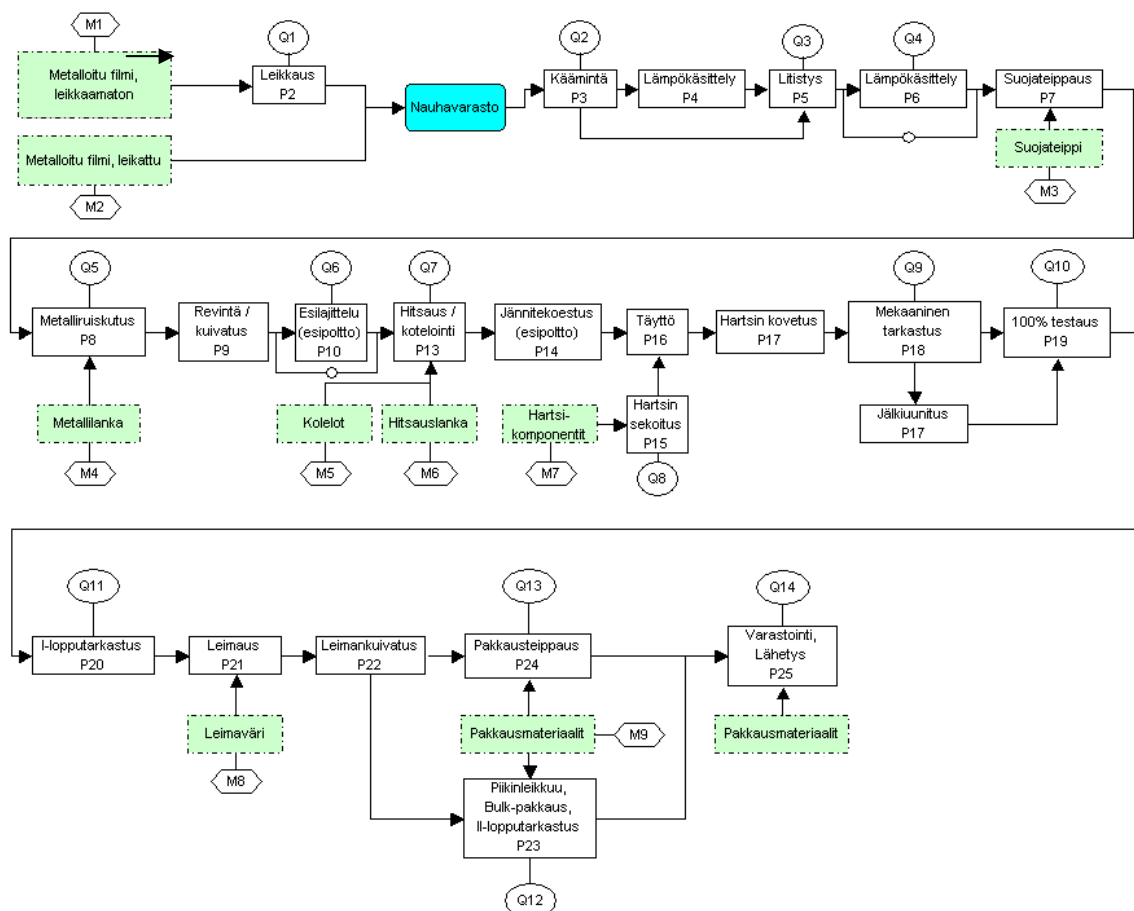 M1
Metalloitu filmi,
leikkaamaton
Q1
Leikkaus
P2
Metalloitu filmi, leikattu
M2
Nauhavarasto
Q2
Käämintä
P3
Lämpökäsittely
P4
Q3
Litistys
P5
Q4
Lämpökäsittely
P6
Suojateippaus
P7
Suojateippi
M3
Q5
Metalliruiskutus
P8
Metallilanka
M4
Revintä /
kuivatus
P9
Q6
Esilajittelu
(esipoltto)
P10
Q7
Hitsaus /
kotelointi
P13
Kolelot
M5
Hitsauslanka
M6
Jännitekoestus
(esipoltto)
P14
Täyttö
P16
Hartsi-
komponentit
M7
Hartsin
sekoitus
P15
Q8
Hartsin kovetus
P17
Q9
Mekaaninen
tarkastus
P18
Jälkiuunitus
P17
Q10
100% testaus
P19
Q11
I-lopputarkastus
P20
Leimaus
P21
Leimaväri
M8
Leimankuivatus
P22
Q13
Pakkausteippaus
P24
Pakkausmateriaalit
M9
Piikinleikkuu,
Bulk-pakkaus,
II-lopputarkastus
P23
Q12
Q14
Varastointi,
Lähetys
P25
Pakkausmateriaalit